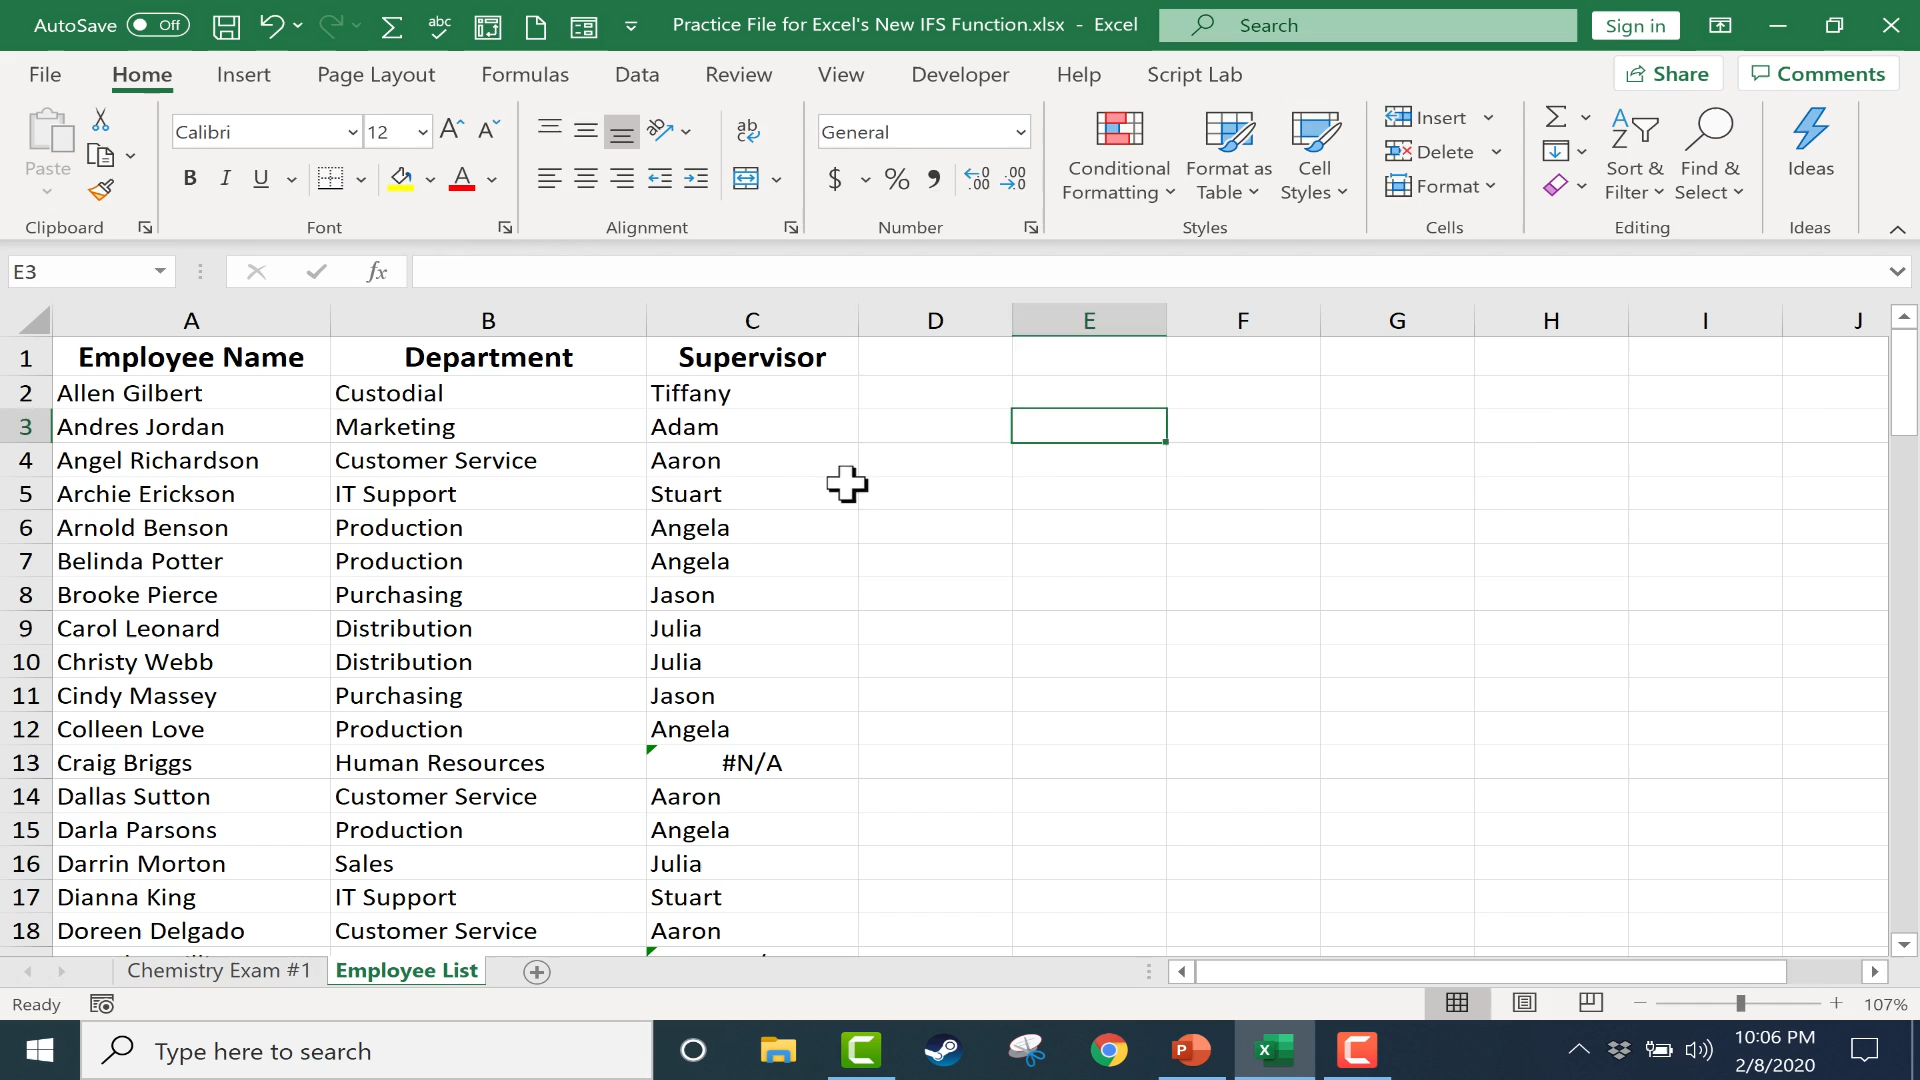 AutoSave Off abc Practice File for Excel's New IFS Function.xlsx - Excel Search Sign in
File Home Insert Page Layout Formulas Data Review View Developer Help Script Lab Share Comments
Paste
Clipboard
Calibri 12 A A
B I U A
Font
ab
ab
c
Alignment
General
$ % 9 .00 .00
Number
Conditional Formatting
Format as Table
Cell Styles
Styles
Insert
Delete
Format
Cells
Sort & Filter
Find & Select
Editing
Ideas
Ideas
E3 fx
A B C D E F G H I J
1 Employee Name Department Supervisor
2 Allen Gilbert Custodial Tiffany
3 Andres Jordan Marketing Adam
4 Angel Richardson Customer Service Aaron
5 Archie Erickson IT Support Stuart
6 Arnold Benson Production Angela
7 Belinda Potter Production Angela
8 Brooke Pierce Purchasing Jason
9 Carol Leonard Distribution Julia
10 Christy Webb Distribution Julia
11 Cindy Massey Purchasing Jason
12 Colleen Love Production Angela
13 Craig Briggs Human Resources #N/A
14 Dallas Sutton Customer Service Aaron
15 Darla Parsons Production Angela
16 Darrin Morton Sales Julia
17 Dianna King IT Support Stuart
18 Doreen Delgado Customer Service Aaron
Chemistry Exam #1 Employee List
Ready 107%
Type here to search
10:06 PM
2/8/2020